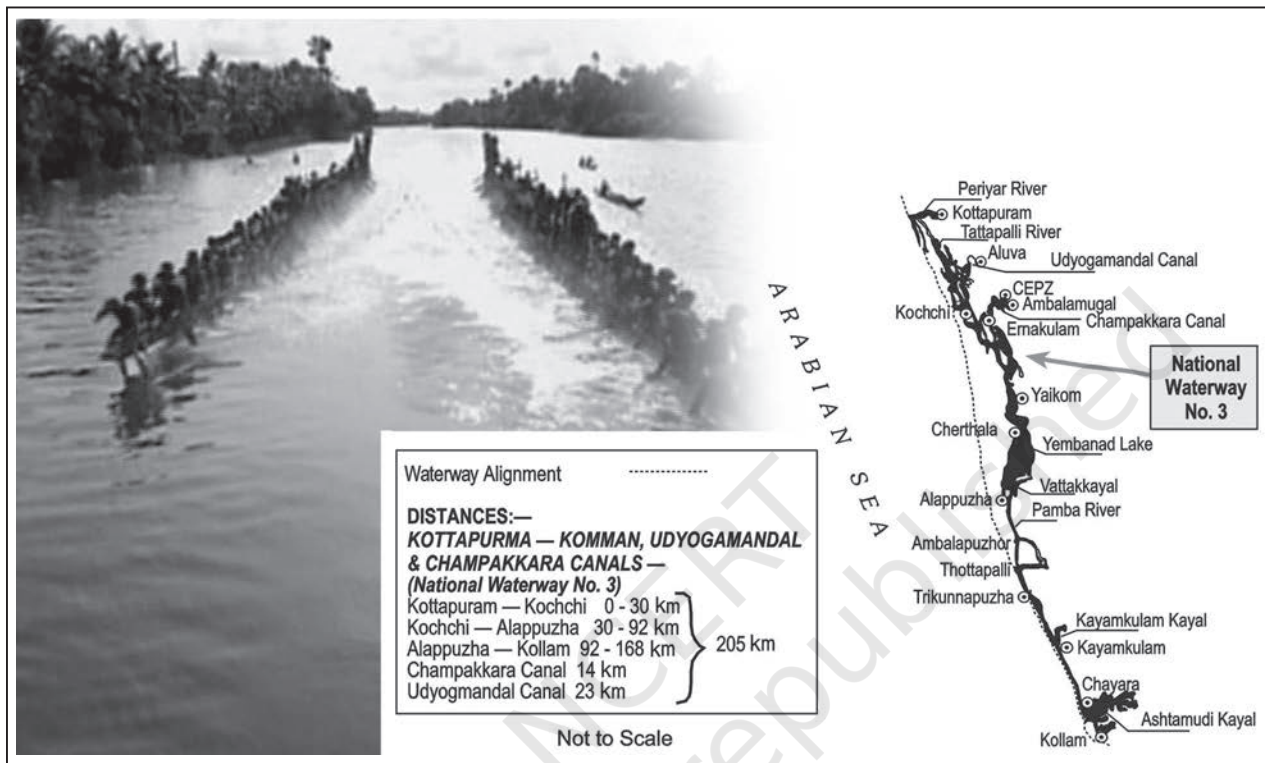 Periyar River
Kottapuram
Tattapalli River
Aluva
Udyogamandal Canal
CEPZ
Ambalamugal
Kochchi
Ernakulam
Champakkara Canal
National
Waterway
No. 3
ARABIAN SEA
Yaikom
Cherthala
Yembanad Lake
Vattakkayal
Alappuzha
Pamba River
Ambalapuzhor
Thottapalli
Trikunnapuzha
Kayamkulam Kayal
Kayamkulam
Chayara
Ashtamudi Kayal
Kollam
Waterway Alignment
DISTANCES:—
KOTTAPURMA — KOMMAN, UDYOGAMANDAL
& CHAMPAKKARA CANALS —
(National Waterway No. 3)
Kottapuram — Kochchi 0 - 30 km
Kochchi — Alappuzha 30 - 92 km
Alappuzha — Kollam 92 - 168 km
Champakkara Canal 14 km
Udyogmandal Canal 23 km
205 km
Not to Scale
NCERT
republished